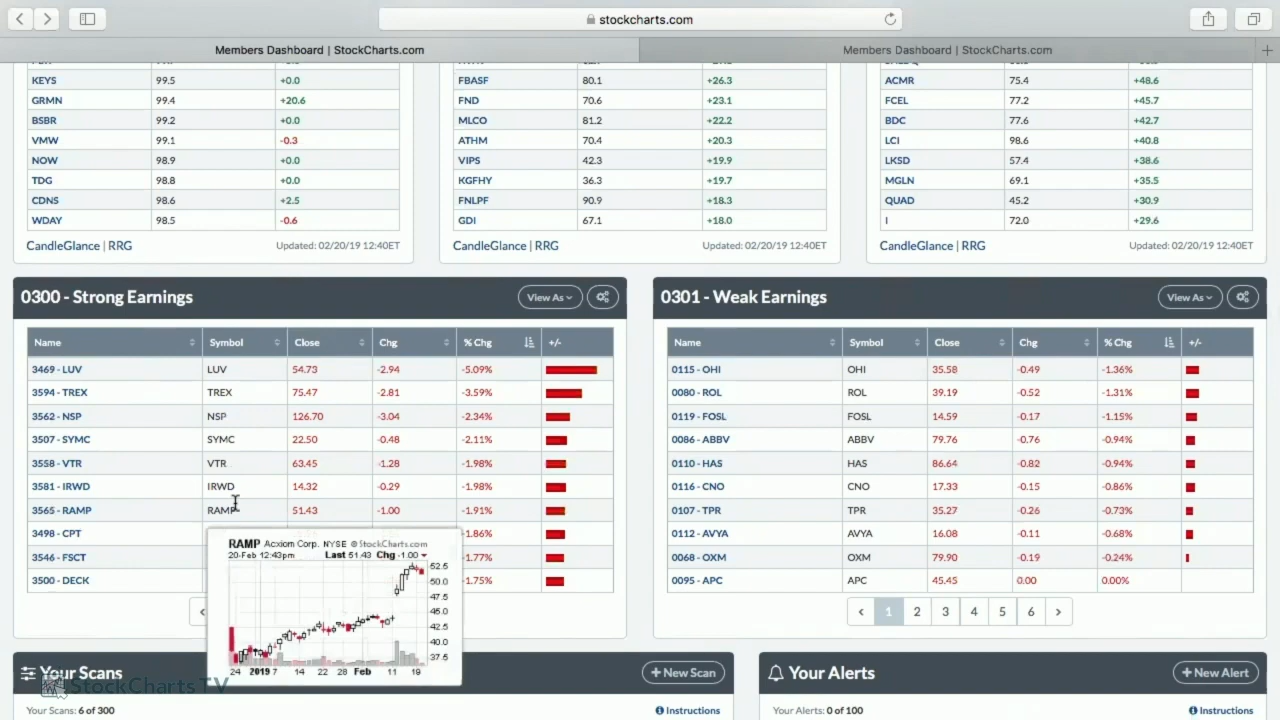 stockcharts.com
Members Dashboard | StockCharts.com
Members Dashboard | StockCharts.com
KEYS 99.5 +0.0
GRMN 99.4 +20.6
BSBR 99.2 +0.0
VMW 99.1 -0.3
NOW 98.9 +0.0
TDG 98.8 +0.0
CDNS 98.6 +2.5
WDAY 98.5 -0.6
CandleGlance | RRG Updated: 02/20/19 12:40ET
FBASF 80.1 +26.3
FND 70.6 +23.1
MLCO 81.2 +22.2
ATHM 70.4 +20.3
VIPS 42.3 +19.9
KGFHY 36.3 +19.7
FNLPF 90.9 +18.3
GDI 67.1 +18.0
CandleGlance | RRG Updated: 02/20/19 12:40ET
ACMR 75.4 +48.6
FCEL 77.2 +45.7
BDC 77.6 +42.7
LCI 98.6 +40.8
LKSD 57.4 +38.6
MGLN 69.1 +35.5
QUAD 45.2 +30.9
I 72.0 +29.6
CandleGlance | RRG Updated: 02/20/19 12:40ET
0300 - Strong Earnings View As
Name Symbol Close Chg % Chg +/-
3469 - LUV LUV 54.73 -2.94 -5.09%
3594 - TREX TREX 75.47 -2.81 -3.59%
3562 - NSP NSP 126.70 -3.04 -2.34%
3507 - SYMC SYMC 22.50 -0.48 -2.11%
3558 - VTR VTR 63.45 -1.28 -1.98%
3581 - IRWD IRWD 14.32 -0.29 -1.98%
3565 - RAMP RAMP 51.43 -1.00 -1.91%
3498 - CPT 1.86%
3546 - FSCT 1.77%
3500 - DECK 1.75%
RAMP Acxiom Corp. NYSE @StockCharts.com
20-Feb 12:43pm Last 51.43 Chg -1.00
52.5
50.0
47.5
45.0
42.5
40.0
37.5
24 2019 7 14 22 28 Feb 11 19
0301 - Weak Earnings View As
Name Symbol Close Chg % Chg +/-
0115 - OHI OHI 35.58 -0.49 -1.36%
0080 - ROL ROL 39.19 -0.52 -1.31%
0119 - FOSL FOSL 14.59 -0.17 -1.15%
0086 - ABBV ABBV 79.76 -0.76 -0.94%
0110 - HAS HAS 86.64 -0.82 -0.94%
0116 - CNO CNO 17.33 -0.15 -0.86%
0107 - TPR TPR 35.27 -0.26 -0.73%
0112 - AVYA AVYA 16.08 -0.11 -0.68%
0068 - OXM OXM 79.90 -0.19 -0.24%
0095 - APC APC 45.45 0.00 0.00%
1 2 3 4 5 6
Your Scans + New Scan
StockCharts TV
Your Scans: 6 of 300 Instructions
Your Alerts + New Alert
Your Alerts: 0 of 100 Instructions